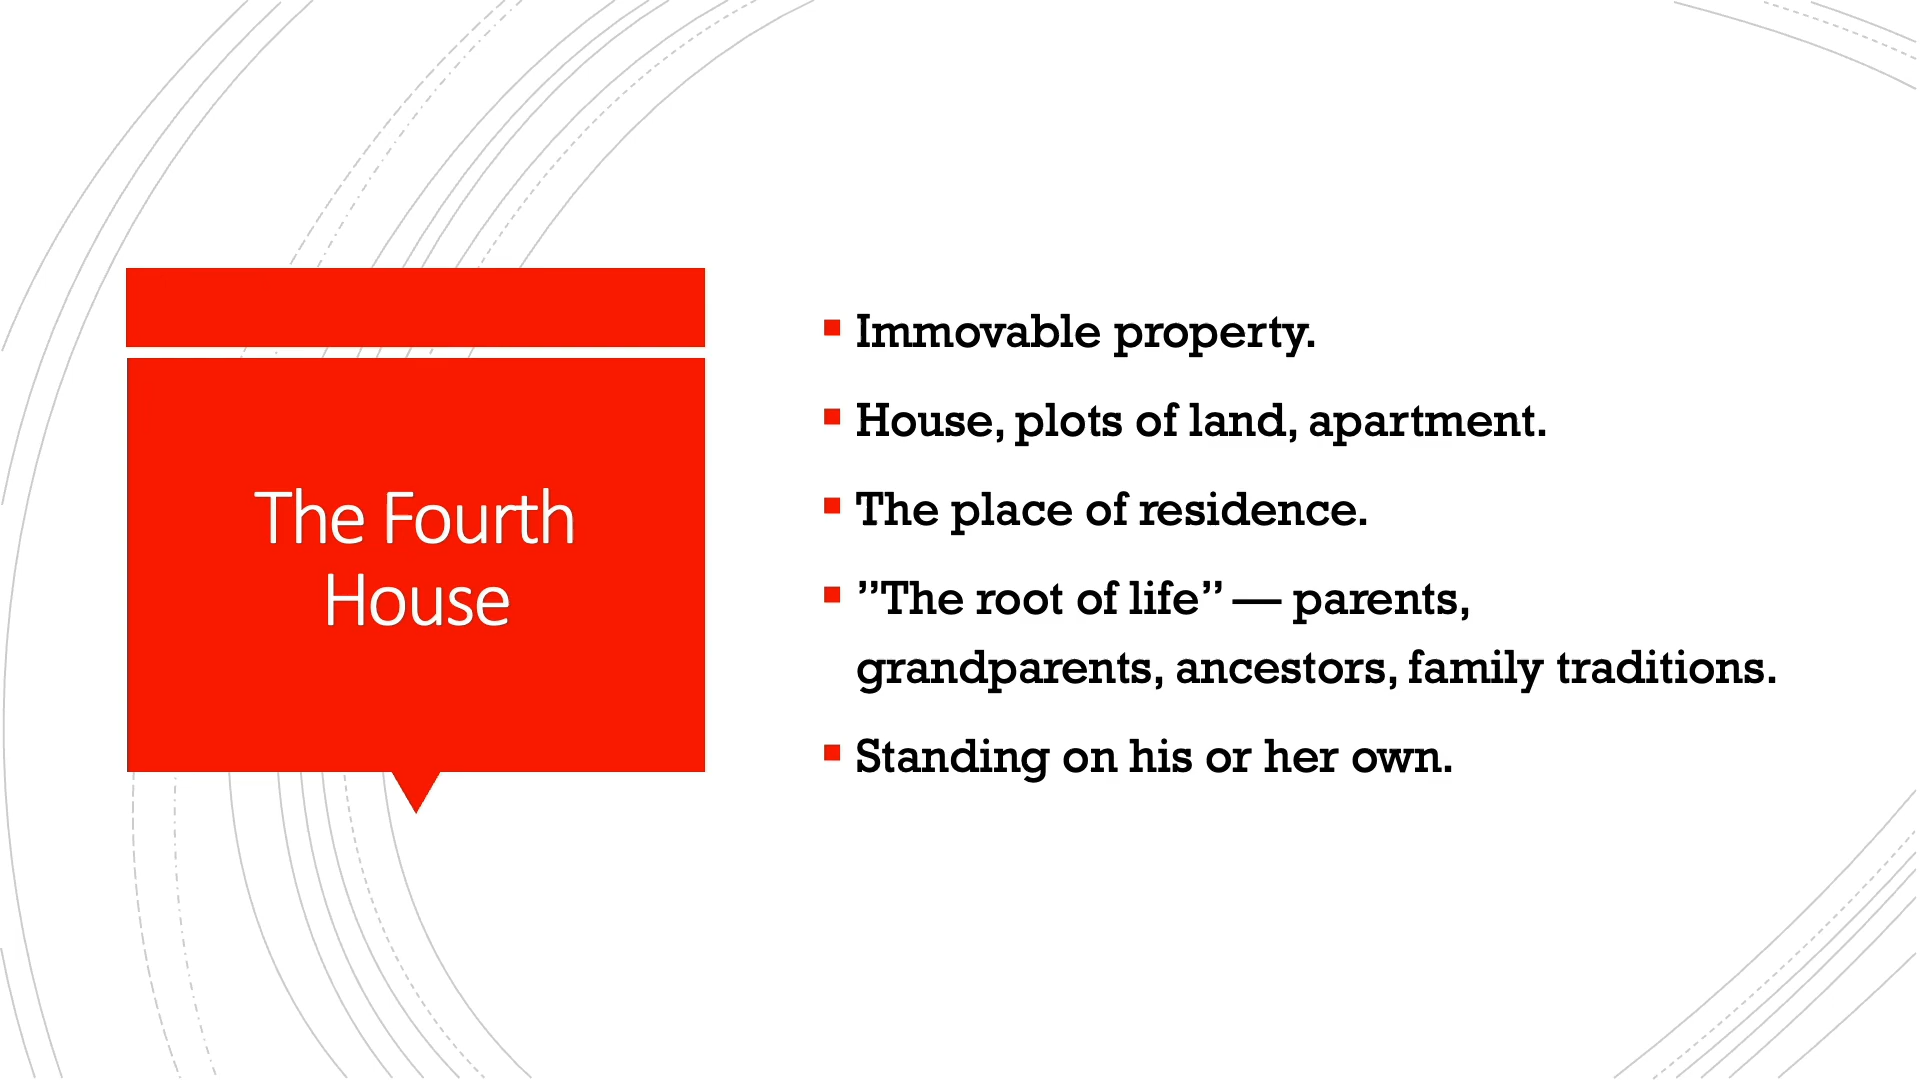 The Fourth
House
Immovable property.
House, plots of land, apartment.
The place of residence.
”The root of life” — parents,
grandparents, ancestors, family traditions.
Standing on his or her own.